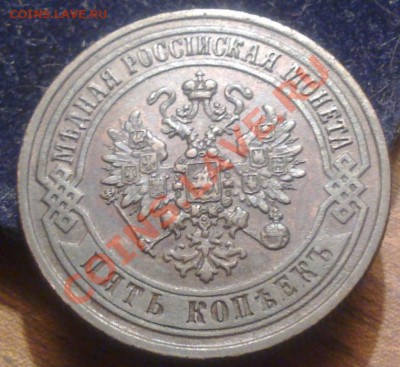 COINS.LAVE.RU
МѢДНАЯ РОССІЙСКАЯ МОНЕТА
COINS.LAVE.RU
ПЯТЬ КОПѢЕКЪ